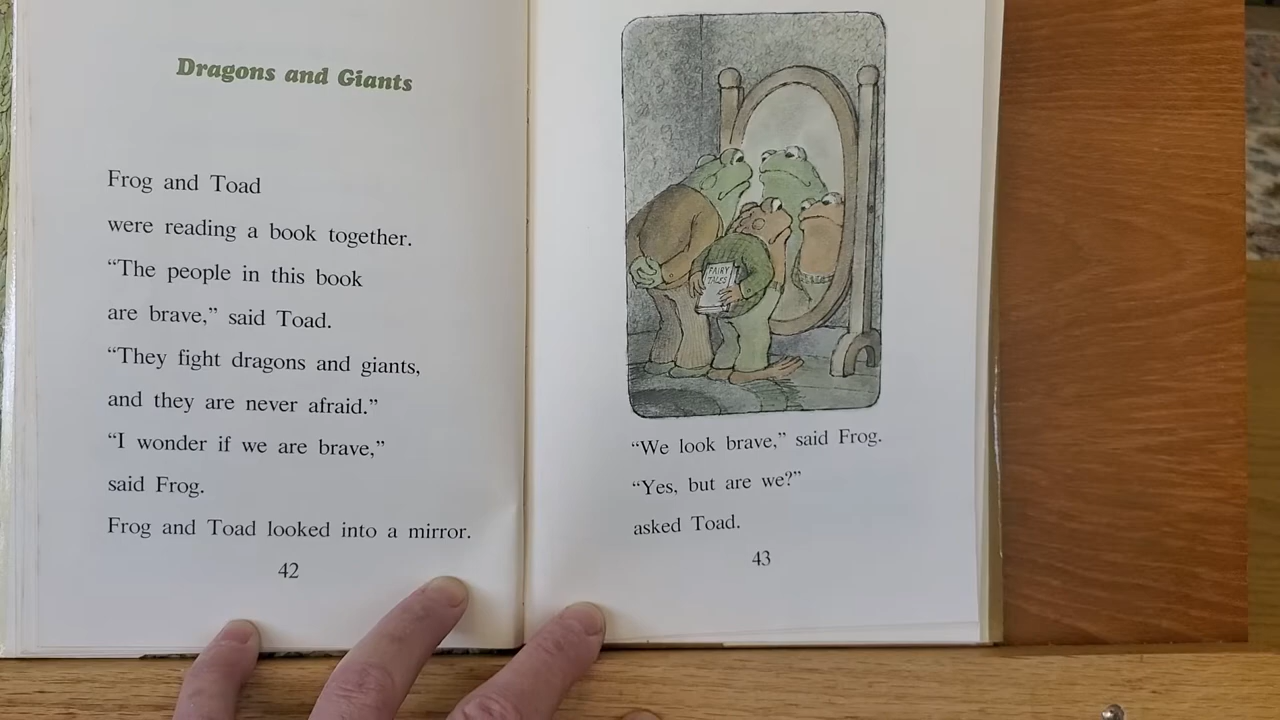 Dragons and Giants
Frog and Toad
were reading a book together.
“The people in this book
are brave,” said Toad.
“They fight dragons and giants,
and they are never afraid.”
“I wonder if we are brave,”
said Frog.
Frog and Toad looked into a mirror.
42
FAIRY
TALES
“We look brave,” said Frog.
“Yes, but are we?”
asked Toad.
43